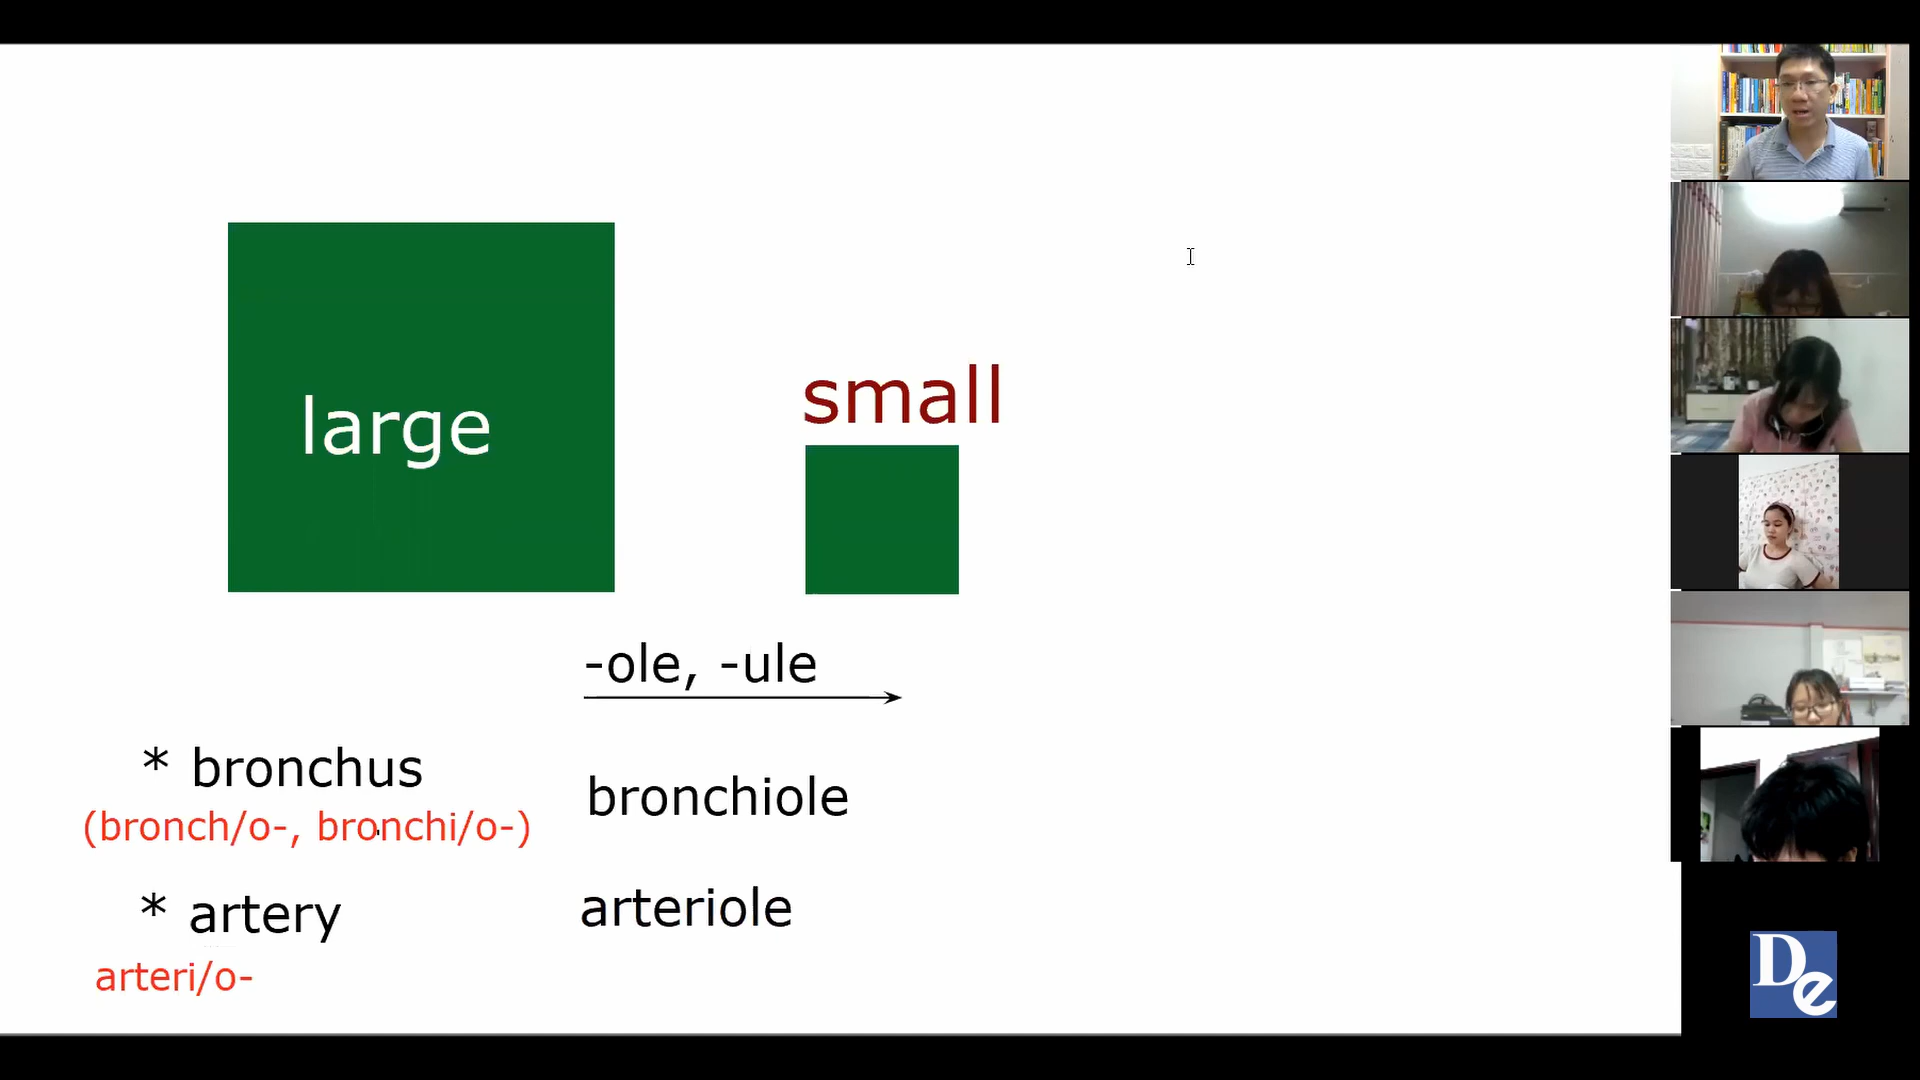 large
small
-ole, -ule
* bronchus
bronchiole
(bronch/o-, bronchi/o-)
* artery
arteriole
arteri/o-
De